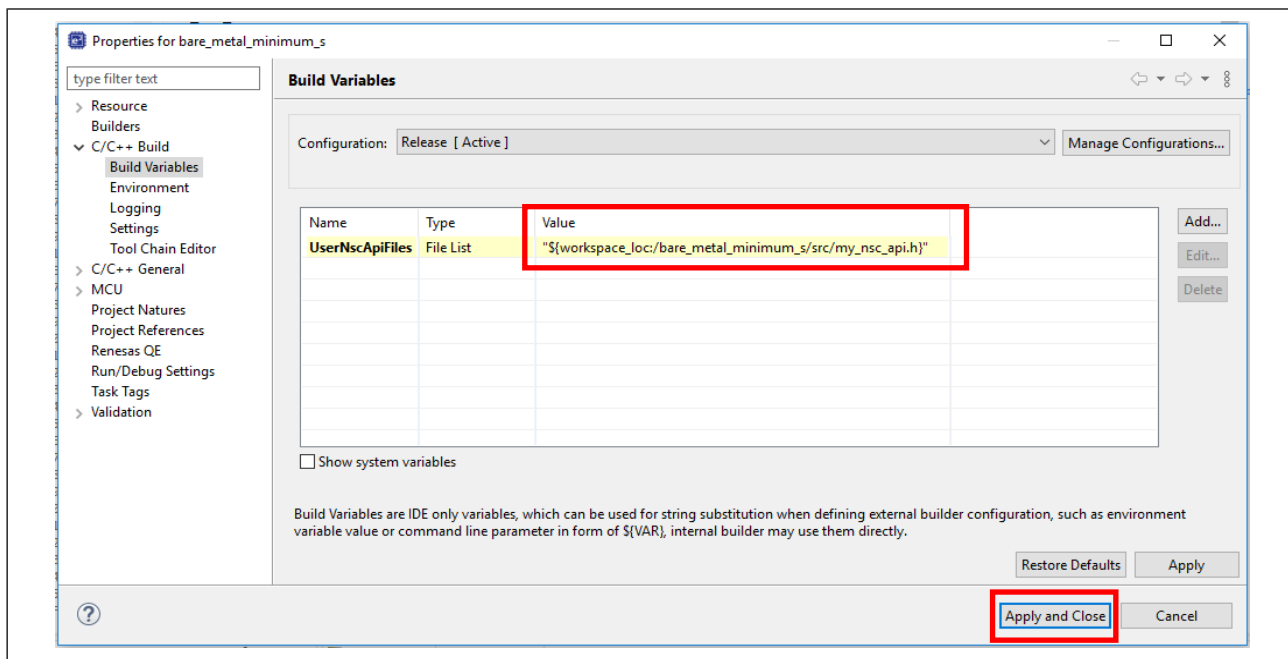 Properties for bare_metal_minimum_s
type filter text
Build Variables
Resource
Builders
C/C++ Build
Build Variables
Environment
Logging
Settings
Tool Chain Editor
C/C++ General
MCU
Project Natures
Project References
Renesas QE
Run/Debug Settings
Task Tags
Validation
Configuration: Release [ Active ] Manage Configurations...
Name Type Value
UserNscApiFiles File List "${workspace_loc:/bare_metal_minimum_s/src/my_nsc_api.h}"
Add...
Edit...
Delete
Show system variables
Build Variables are IDE only variables, which can be used for string substitution when defining external builder configuration, such as environment
variable value or command line parameter in form of ${VAR}, internal builder may use them directly.
Restore Defaults Apply
? Apply and Close Cancel